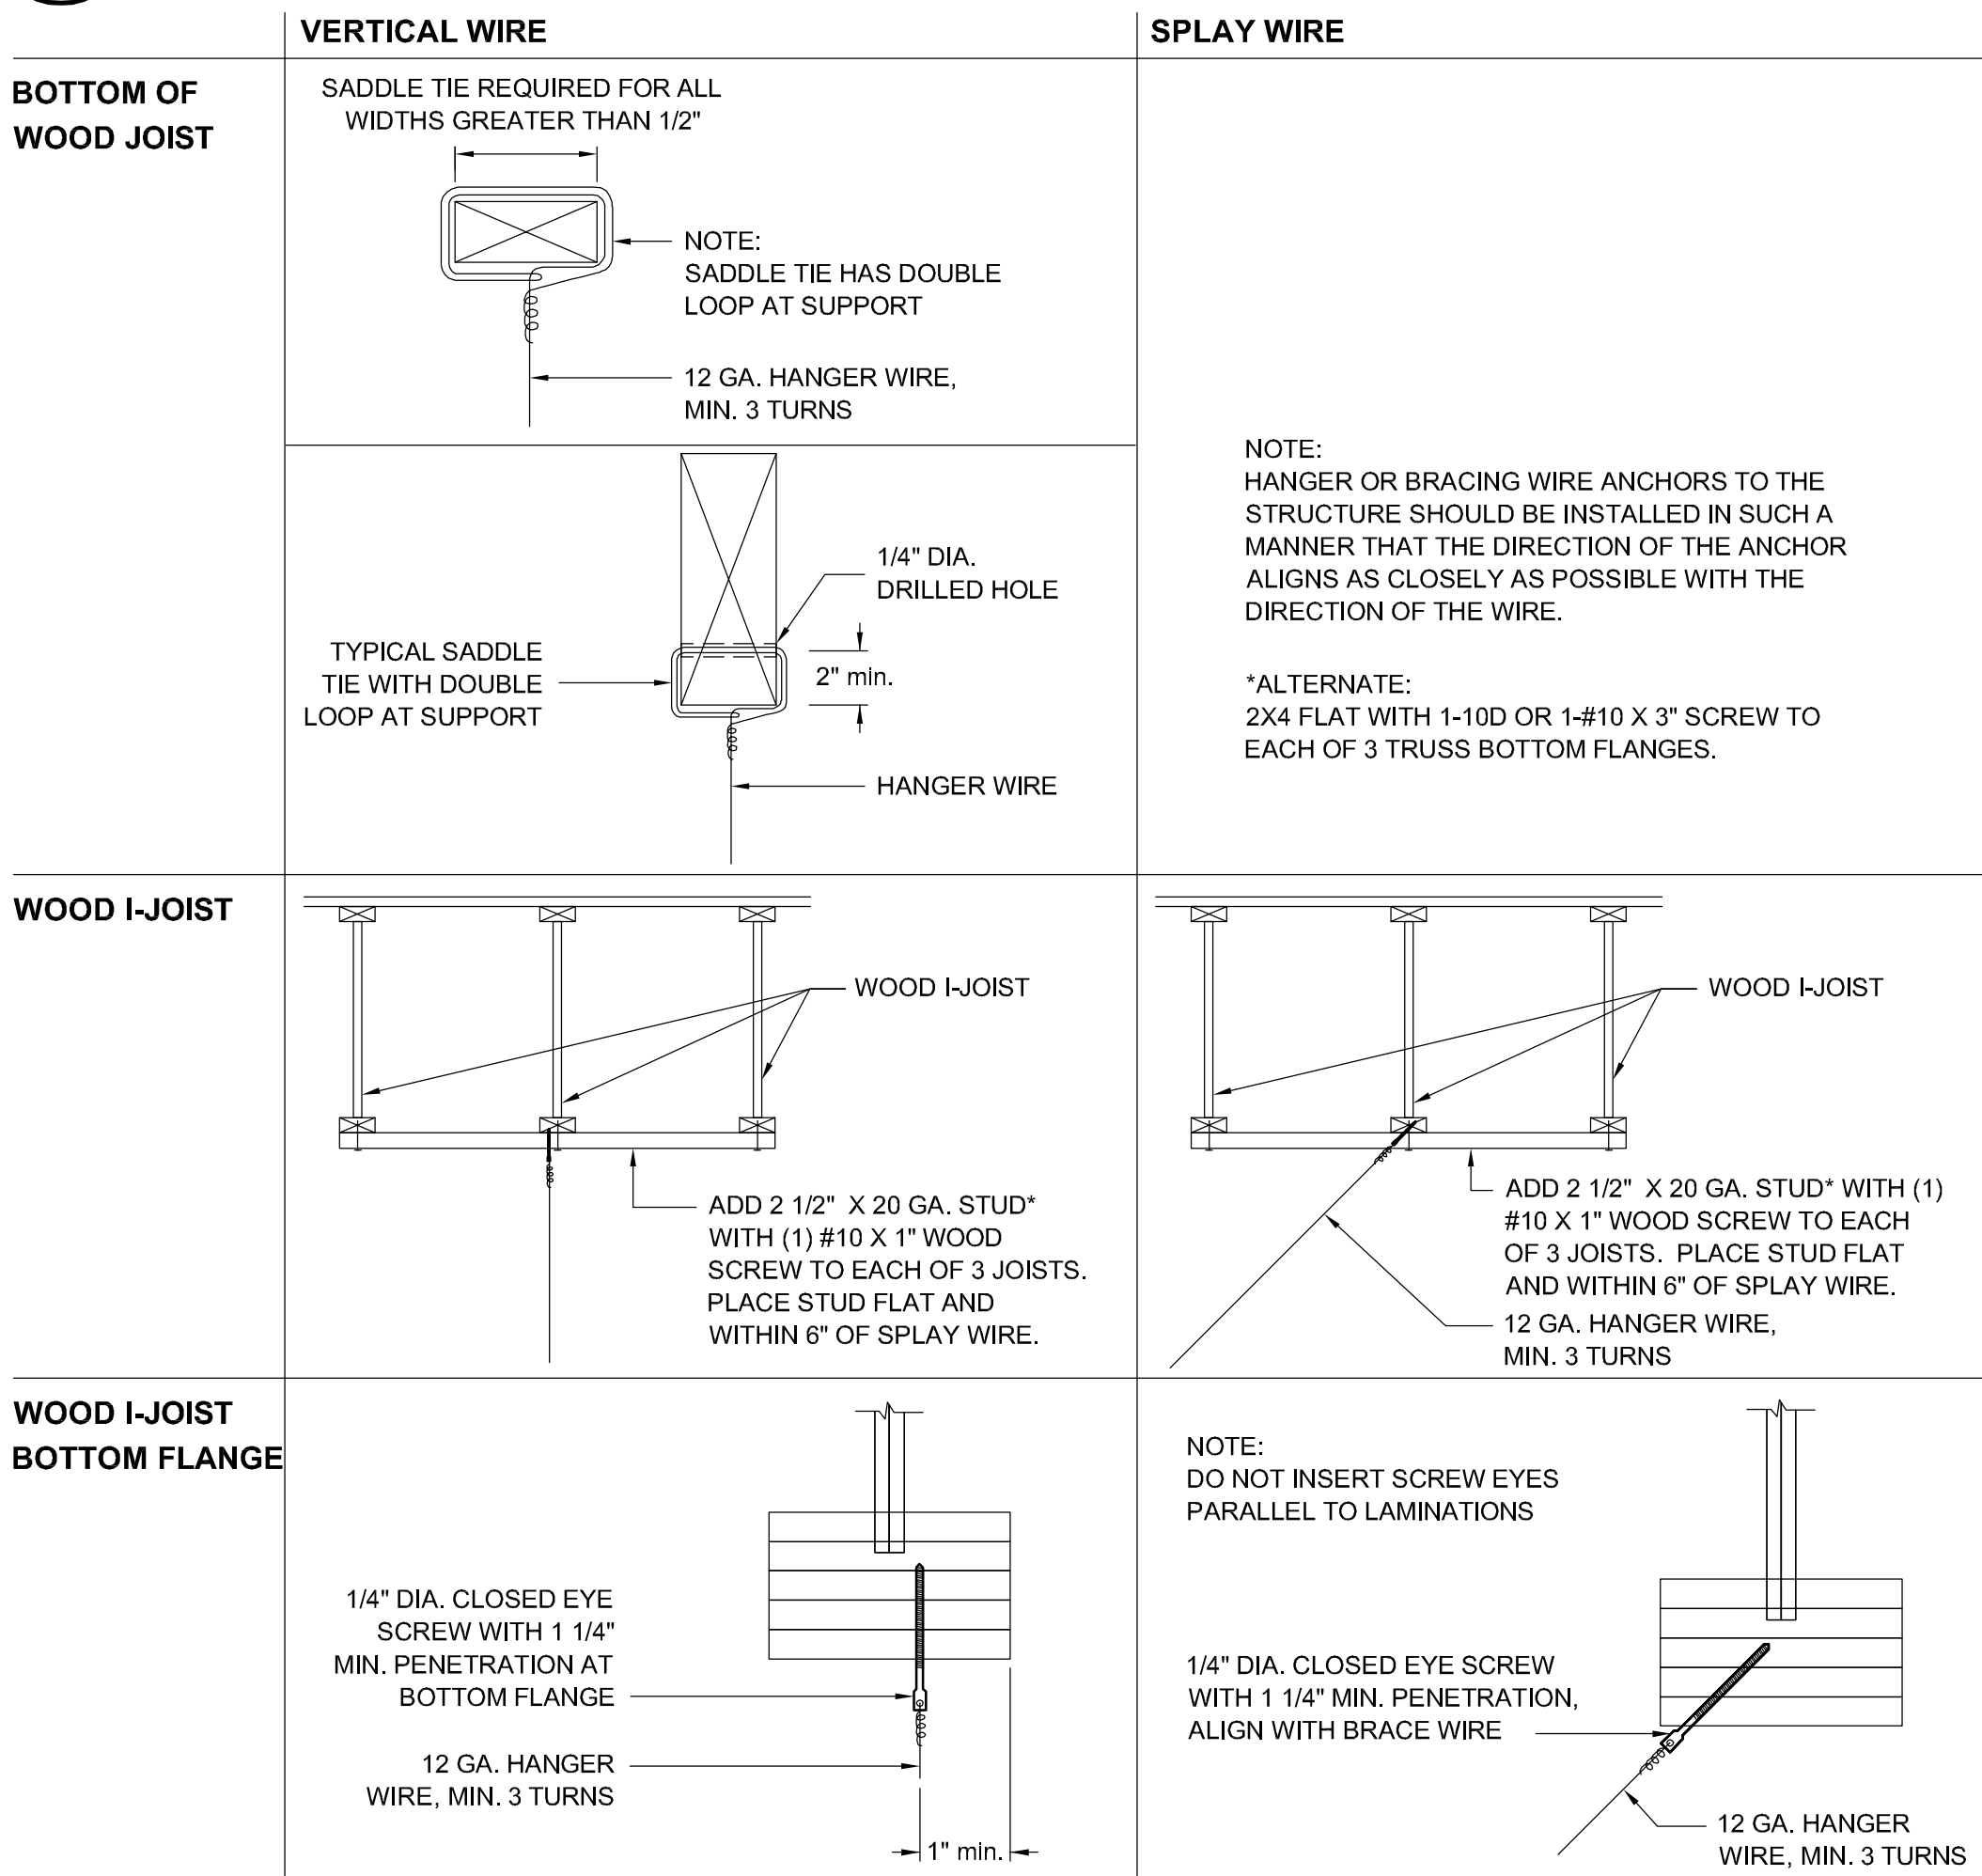 VERTICAL WIRE
SPLAY WIRE
BOTTOM OF
WOOD JOIST
SADDLE TIE REQUIRED FOR ALL
WIDTHS GREATER THAN 1/2"
NOTE:
SADDLE TIE HAS DOUBLE
LOOP AT SUPPORT
12 GA. HANGER WIRE,
MIN. 3 TURNS
1/4" DIA.
DRILLED HOLE
TYPICAL SADDLE
TIE WITH DOUBLE
LOOP AT SUPPORT
2" min.
HANGER WIRE
NOTE:
HANGER OR BRACING WIRE ANCHORS TO THE
STRUCTURE SHOULD BE INSTALLED IN SUCH A
MANNER THAT THE DIRECTION OF THE ANCHOR
ALIGNS AS CLOSELY AS POSSIBLE WITH THE
DIRECTION OF THE WIRE.
*ALTERNATE:
2X4 FLAT WITH 1-10D OR 1-#10 X 3" SCREW TO
EACH OF 3 TRUSS BOTTOM FLANGES.
WOOD I-JOIST
WOOD I-JOIST
ADD 2 1/2" X 20 GA. STUD*
WITH (1) #10 X 1" WOOD
SCREW TO EACH OF 3 JOISTS.
PLACE STUD FLAT AND
WITHIN 6" OF SPLAY WIRE.
WOOD I-JOIST
ADD 2 1/2" X 20 GA. STUD* WITH (1)
#10 X 1" WOOD SCREW TO EACH
OF 3 JOISTS. PLACE STUD FLAT
AND WITHIN 6" OF SPLAY WIRE.
12 GA. HANGER WIRE,
MIN. 3 TURNS
WOOD I-JOIST
BOTTOM FLANGE
1/4" DIA. CLOSED EYE
SCREW WITH 1 1/4"
MIN. PENETRATION AT
BOTTOM FLANGE
12 GA. HANGER
WIRE, MIN. 3 TURNS
1" min.
NOTE:
DO NOT INSERT SCREW EYES
PARALLEL TO LAMINATIONS
1/4" DIA. CLOSED EYE SCREW
WITH 1 1/4" MIN. PENETRATION,
ALIGN WITH BRACE WIRE
12 GA. HANGER
WIRE, MIN. 3 TURNS